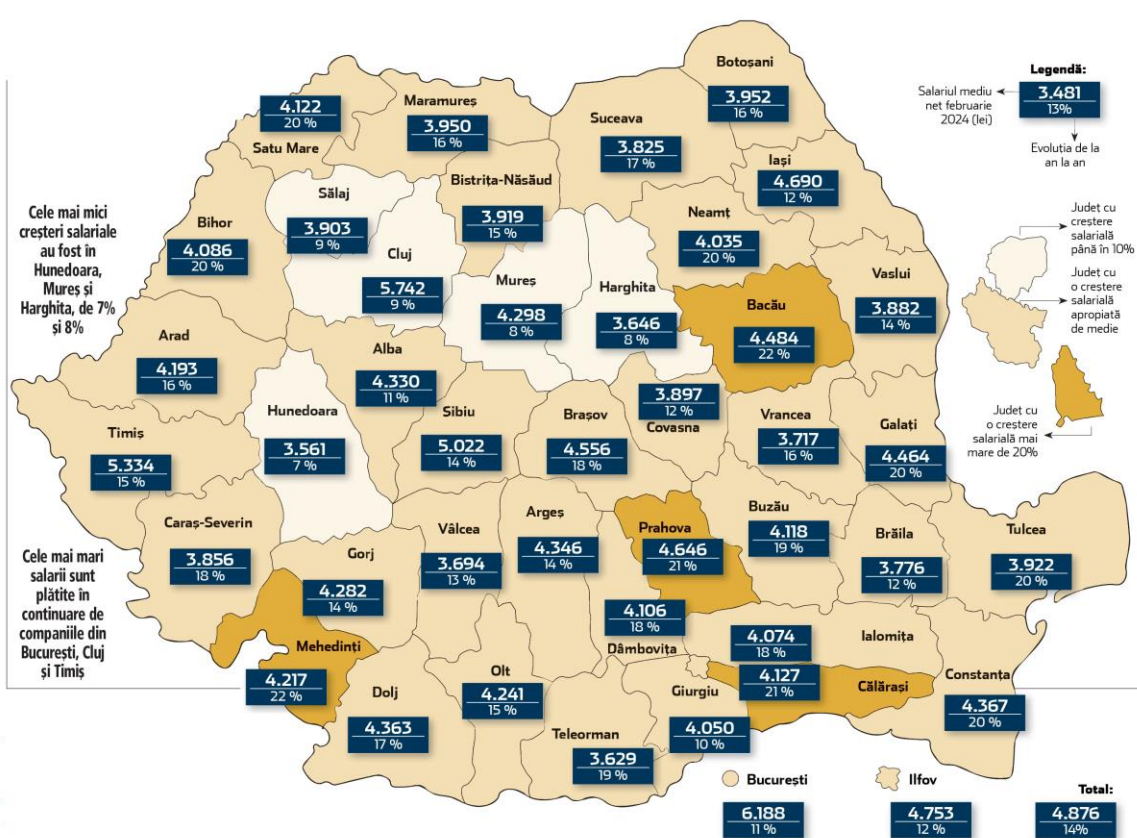 Botoșani
3.952
16 %
Legendă:
Salariul mediu
net februarie
2024 (lei)
3.481
13%
Evoluția de la
an la an
4.122
20 %
Satu Mare
Maramureș
3.950
16 %
Suceava
3.825
17 %
Iași
4.690
12 %
Cele mai mici
creșteri salariale
au fost în
Hunedoara,
Mureș și
Harghita, de 7%
și 8%
Bihor
4.086
20 %
Sălaj
3.903
9 %
Bistrița-Năsăud
3.919
15 %
Neamț
4.035
20 %
Județ cu
creștere
salarială
până în 10%
Județ cu
o creștere
salarială
apropiată
de medie
Cluj
5.742
9 %
Mureș
4.298
8 %
Harghita
3.646
8 %
Bacău
4.484
22 %
Vaslui
3.882
14 %
Arad
4.193
16 %
Alba
4.330
11 %
Hunedoara
3.561
7 %
Sibiu
5.022
14 %
Brașov
4.556
18 %
3.897
12 %
Covasna
Vrancea
3.717
16 %
Galați
4.464
20 %
Județ cu
o creștere
salarială mai
mare de 20%
Timiș
5.334
15 %
Caraș-Severin
3.856
18 %
Gorj
4.282
14 %
Vâlcea
3.694
13 %
Argeș
4.346
14 %
Prahova
4.646
21 %
Buzău
4.118
19 %
Brăila
3.776
12 %
Tulcea
3.922
20 %
Cele mai mari
salarii sunt
plătite în
continuare de
companiile din
București, Cluj
și Timiș
4.106
18 %
Dâmbovița
4.074
18 %
Ialomița
Mehedinți
4.217
22 %
Dolj
4.363
17 %
Olt
4.241
15 %
Teleorman
3.629
19 %
Giurgiu
4.050
10 %
4.127
21 %
Călărași
Constanța
4.367
20 %
București
6.188
11 %
Ilfov
4.753
12 %
Total:
4.876
14%